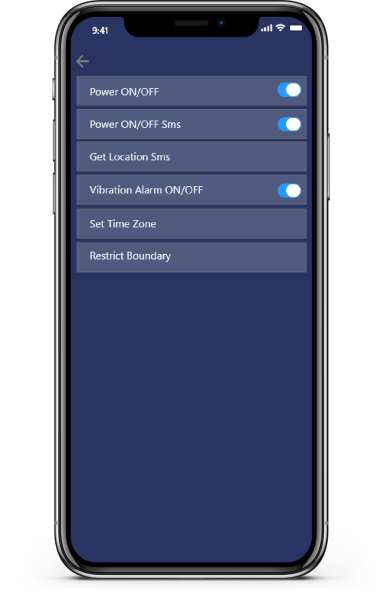 9:41
Power ON/OFF
Power ON/OFF Sms
Get Location Sms
Vibration Alarm ON/OFF
Set Time Zone
Restrict Boundary